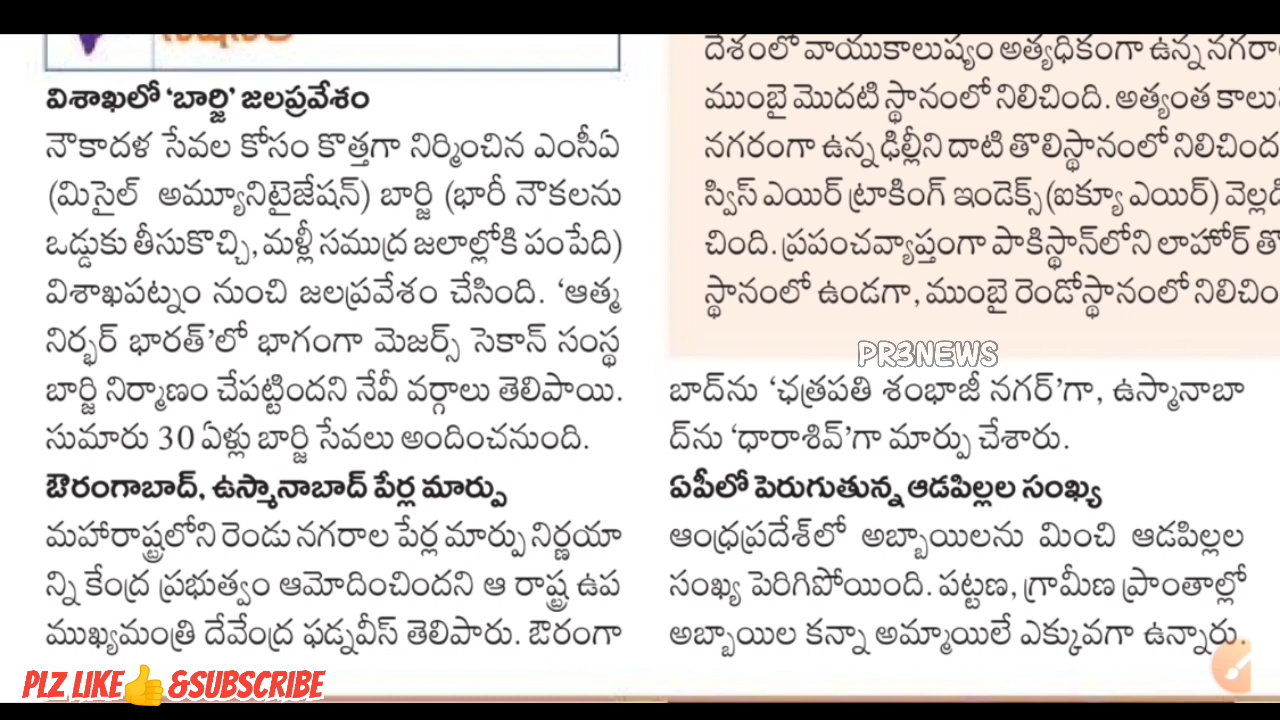 విశాఖలో ‘బార్జి’ జలప్రవేశం
నౌకాదళ సేవల కోసం కొత్తగా నిర్మించిన ఎంసీఏ
(మిసైల్ అమ్యూనిటైజేషన్) బార్జి (భారీ నౌకలను
ఒడ్డుకు తీసుకొచ్చి, మళ్లీ సముద్ర జలాల్లోకి పంపేది)
విశాఖపట్నం నుంచి జలప్రవేశం చేసింది. ‘ఆత్మ
నిర్భర్ భారత్’లో భాగంగా మెజర్స్ సెకాన్ సంస్థ
బార్జి నిర్మాణం చేపట్టిందని నేవీ వర్గాలు తెలిపాయి.
సుమారు 30 ఏళ్లు బార్జి సేవలు అందించనుంది.
ఔరంగాబాద్, ఉస్మానాబాద్ పేర్ల మార్పు
మహారాష్ట్రలోని రెండు నగరాల పేర్ల మార్పు నిర్ణయా
న్ని కేంద్ర ప్రభుత్వం ఆమోదించిందని ఆ రాష్ట్ర ఉప
ముఖ్యమంత్రి దేవేంద్ర ఫడ్నవీస్ తెలిపారు. ఔరంగా
దేశంలో వాయుకాలుష్యం అత్యధికంగా ఉన్న
ముంబై మొదటి స్థానంలో నిలిచింది. అత్యంత
నగరంగా ఉన్న ఢిల్లీని దాటి తొలిస్థానంలో
స్విస్ ఎయిర్ ట్రాకింగ్ ఇండెక్స్ (ఐక్యూ ఎయిర్)
చింది. ప్రపంచవ్యాప్తంగా పాకిస్థాన్‌లోని లాహోర్
స్థానంలో ఉండగా, ముంబై రెండోస్థానంలో
PR3NEWS
బాద్‌ను ‘ఛత్రపతి శంభాజీ నగర్’గా, ఉస్మానాబా
ద్‌ను ‘ధారాశివ్’గా మార్పు చేశారు.
ఏపీలో పెరుగుతున్న ఆడపిల్లల సంఖ్య
ఆంధ్రప్రదేశ్‌లో అబ్బాయిలను మించి ఆడపిల్లల
సంఖ్య పెరిగిపోయింది. పట్టణ, గ్రామీణ ప్రాంతాల్లో
అబ్బాయిల కన్నా అమ్మాయిలే ఎక్కువగా ఉన్నారు.
PLZ LIKE &SUBSCRIBE